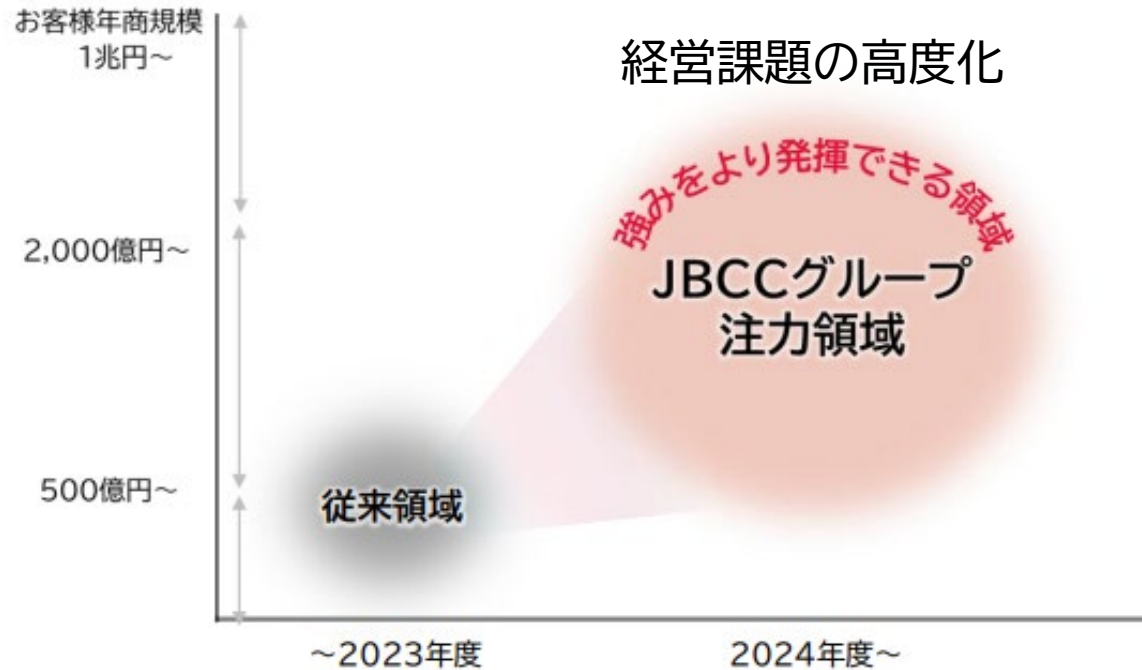 お客様年商規模
1兆円～
経営課題の高度化
強みをより発揮できる領域
2,000億円～
JBCCグループ
注力領域
500億円～
従来領域
～2023年度
2024年度～